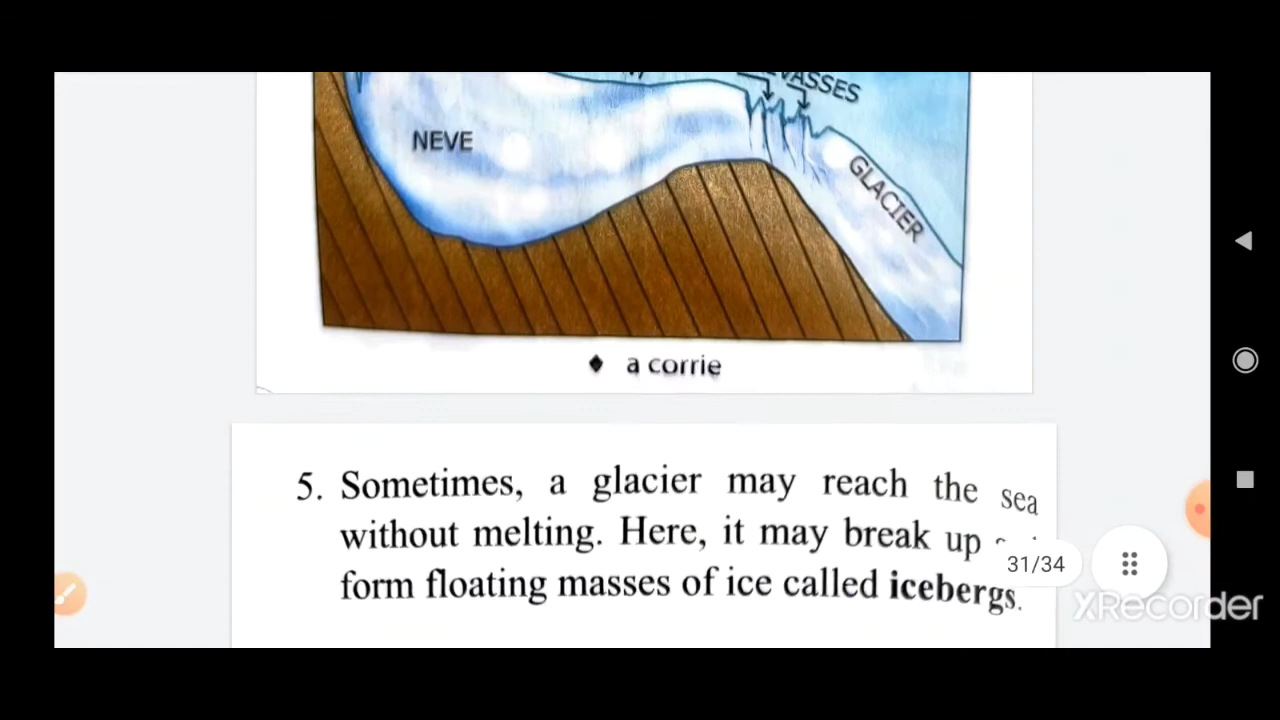 VASSES
NEVE
GLACIER
◆ a corrie
5. Sometimes, a glacier may reach the sea
without melting. Here, it may break up
form floating masses of ice called icebergs.
31/34
XRecorder